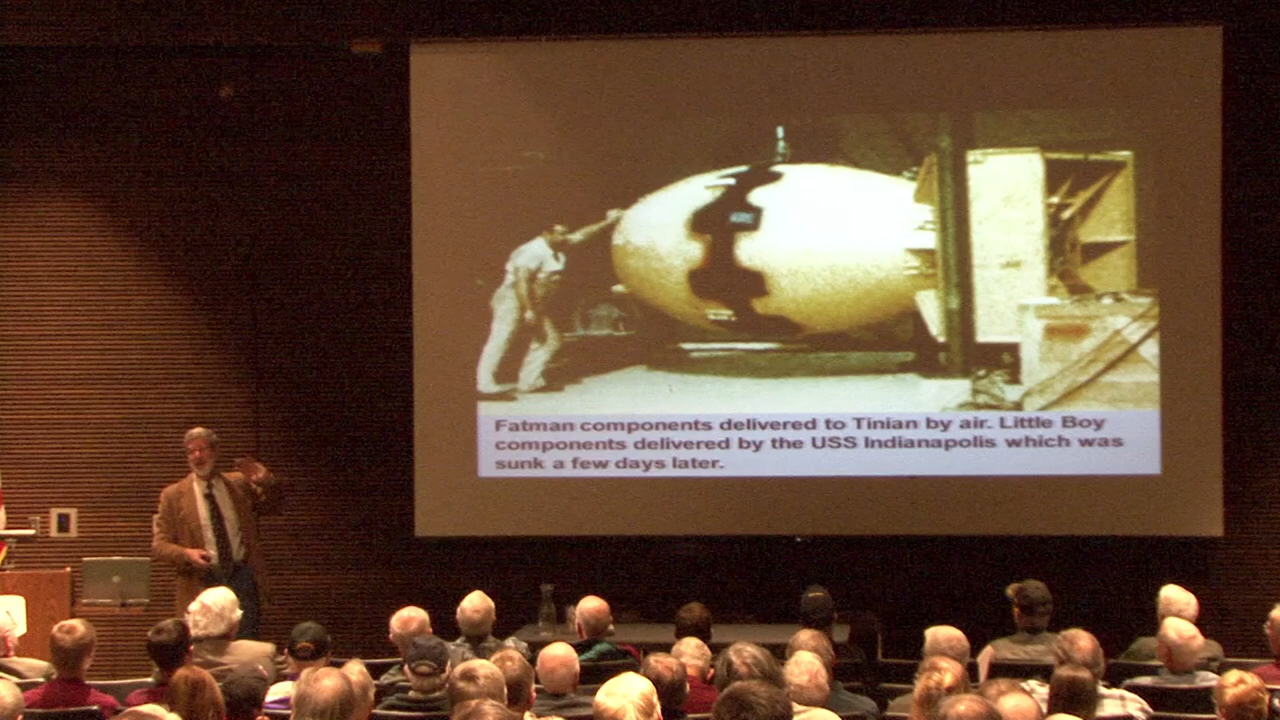 Fatman components delivered to Tinian by air. Little Boy
components delivered by the USS Indianapolis which was
sunk a few days later.